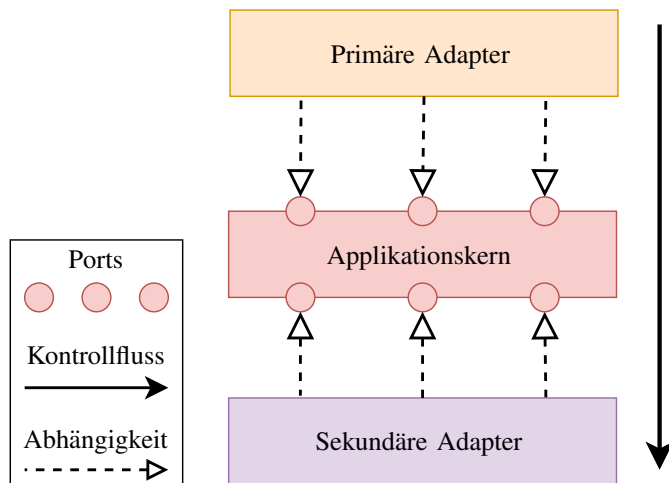 Primäre Adapter
Applikationskern
Ports
Kontrollfluss
Abhängigkeit
Sekundäre Adapter